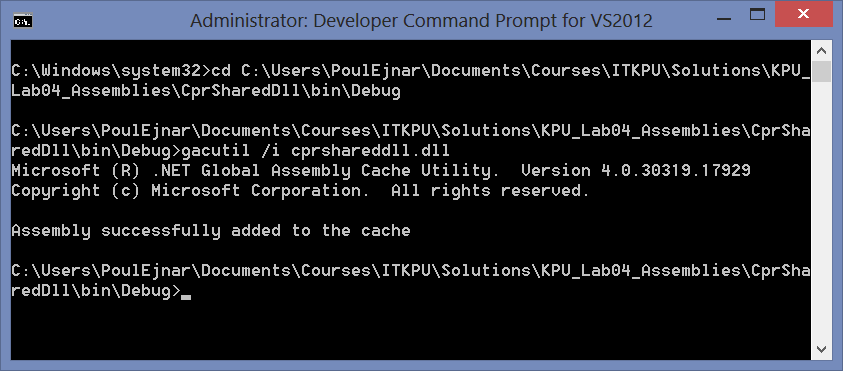 Administrator: Developer Command Prompt for VS2012
C:\Windows\system32>cd C:\Users\PoulEjnar\Documents\Courses\ITKPU\Solutions\KPU_
Lab04_Assemblies\CprSharedDll\bin\Debug
C:\Users\PoulEjnar\Documents\Courses\ITKPU\Solutions\KPU_Lab04_Assemblies\CprSha
redDll\bin\Debug>gacutil /i cprshareddll.dll
Microsoft (R) .NET Global Assembly Cache Utility.  Version 4.0.30319.17929
Copyright (c) Microsoft Corporation.  All rights reserved.
Assembly successfully added to the cache
C:\Users\PoulEjnar\Documents\Courses\ITKPU\Solutions\KPU_Lab04_Assemblies\CprSha
redDll\bin\Debug>_